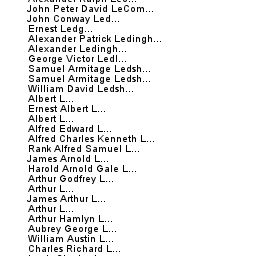 John Peter David LeCom...
John Conway Led...
Ernest Ledg...
Alexander Patrick Ledingh...
Alexander Ledingh...
George Victor Ledl...
Samuel Armitage Ledsh...
Samuel Armitage Ledsh...
William David Ledsh...
Albert L...
Ernest Albert L...
Albert L...
Alfred Edward L...
Alfred Charles Kenneth L...
Rank Alfred Samuel L...
James Arnold L...
Harold Arnold Gale L...
Arthur Godfrey L...
Arthur L...
James Arthur L...
Arthur L...
Arthur Hamlyn L...
Aubrey George L...
William Austin L...
Charles Richard L...